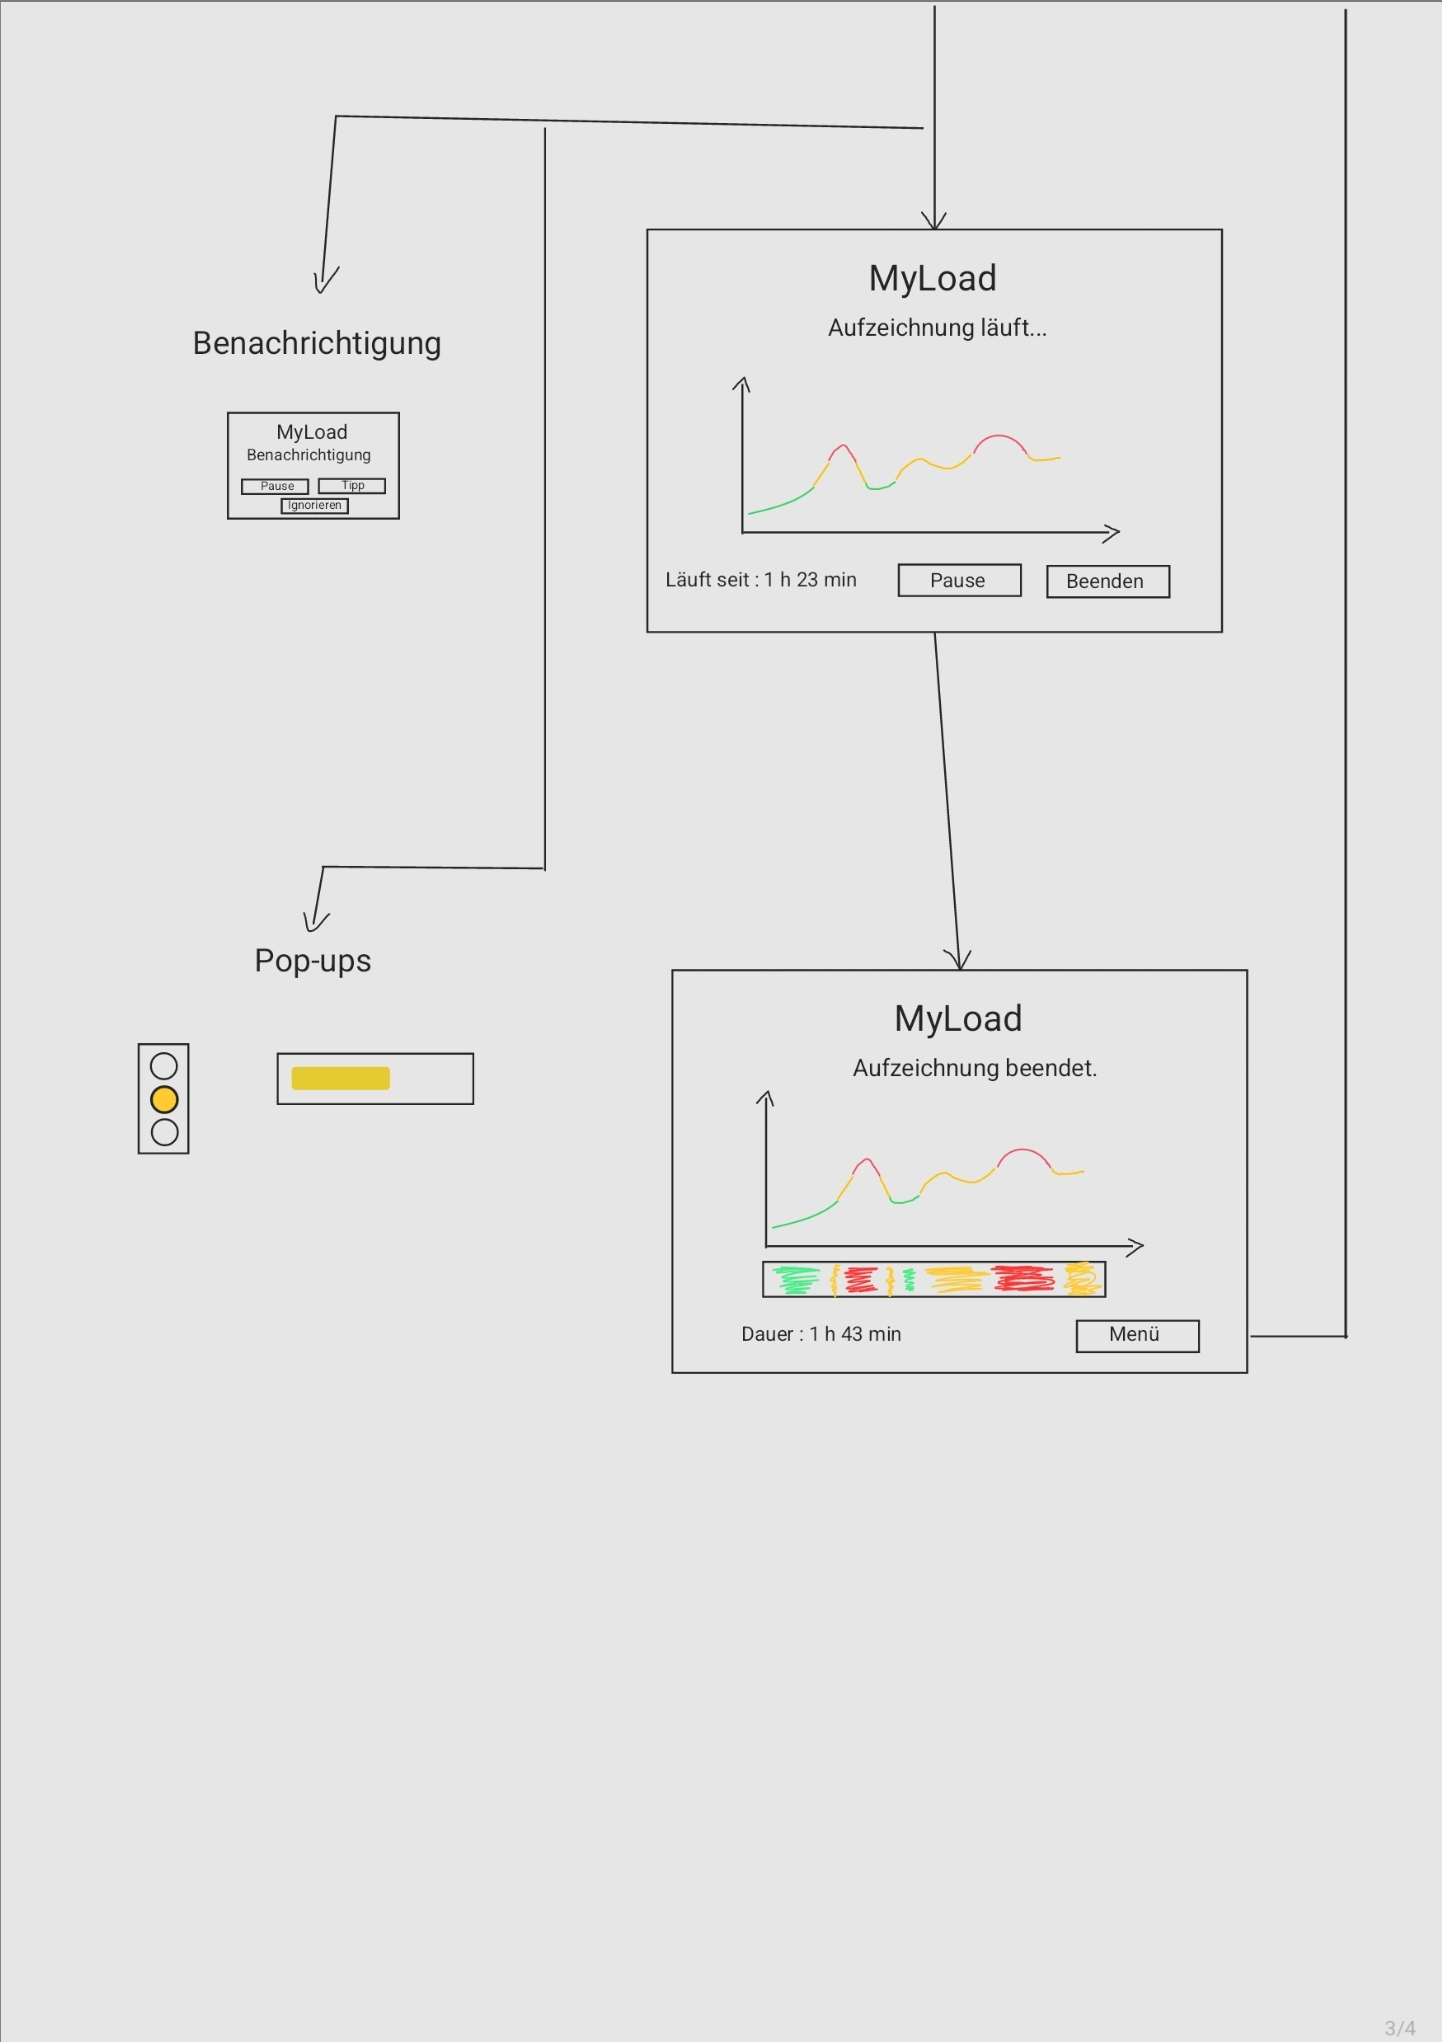 Benachrichtigung
MyLoad
Benachrichtigung
Pause
Tipp
Ignorieren
MyLoad
Aufzeichnung läuft...
Läuft seit : 1 h 23 min
Pause
Beenden
Pop-ups
MyLoad
Aufzeichnung beendet.
Dauer : 1 h 43 min
Menü
3/4